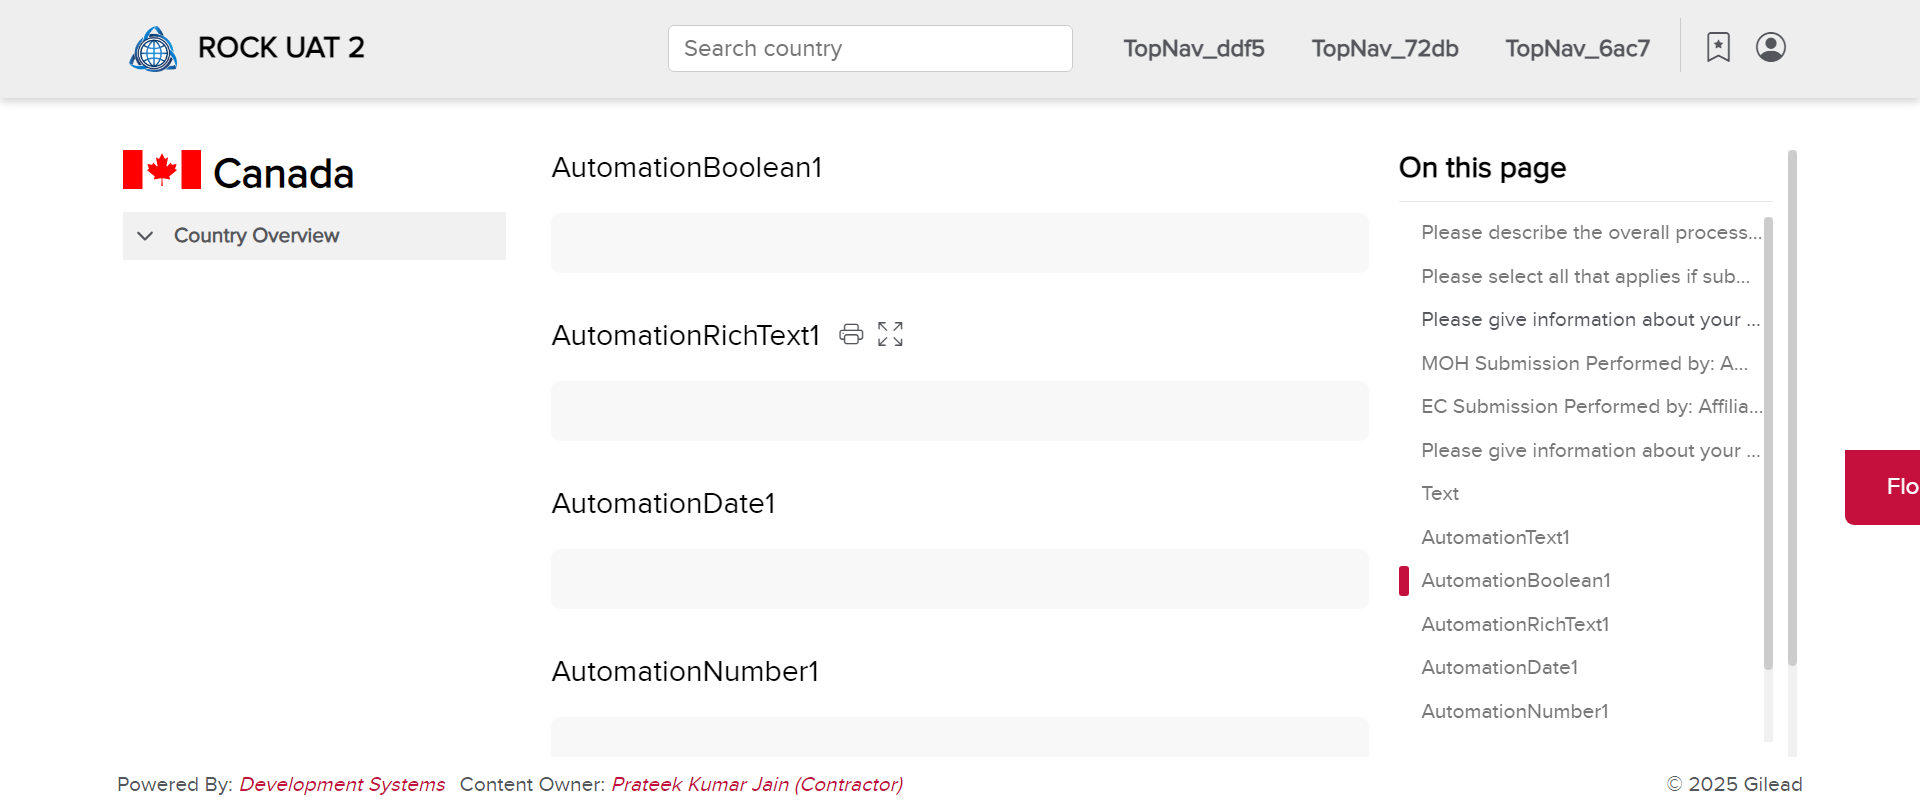 ROCK UAT 2
Search country
TopNav_ddf5
TopNav_72db
TopNav_6ac7
Canada
Country Overview
AutomationBoolean1
AutomationRichText1
AutomationDate1
AutomationNumber1
On this page
Please describe the overall process...
Please select all that applies if sub...
Please give information about your ...
MOH Submission Performed by: A...
EC Submission Performed by: Affilia...
Please give information about your ...
Text
AutomationText1
AutomationBoolean1
AutomationRichText1
AutomationDate1
AutomationNumber1
Flo
Powered By: Development Systems Content Owner: Prateek Kumar Jain (Contractor)
© 2025 Gilead